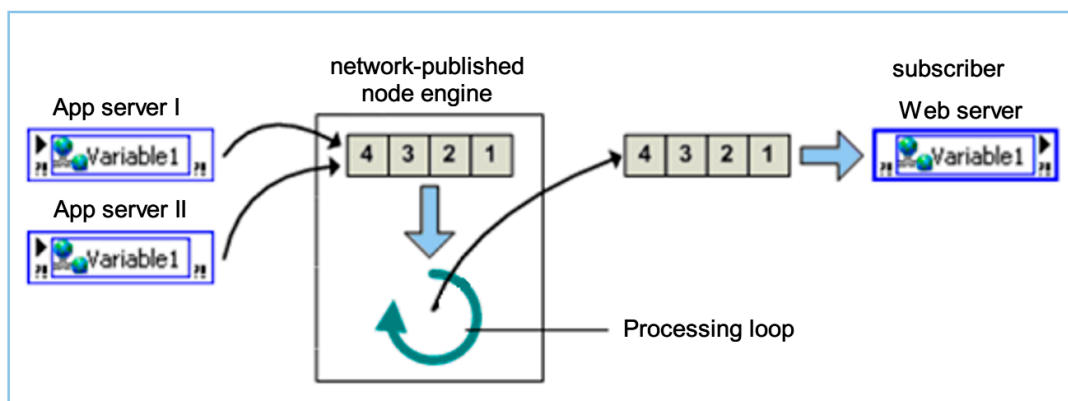 network-published
node engine
subscriber
App server I
Web server
?! Variable1 ?!
4 3 2 1
4 3 2 1
?! Variable1 ?!
App server II
?! Variable1 ?!
Processing loop